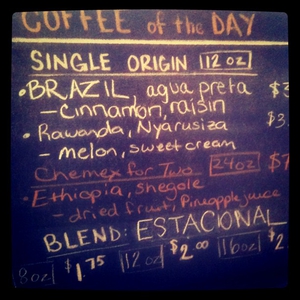 COFFEE of the DAY
SINGLE ORIGIN 12 oz
• BRAZIL, agua preta $3
– Cinnamon, raisin
• Rawanda, Nyarusiza $3.
– melon, sweet cream
Chemex for Two 24oz $7
• Ethiopia, shegole
– dried fruit, Pineapple juice
BLEND: ESTACIONAL
8oz $1.75 12oz $2.00 16oz $2.